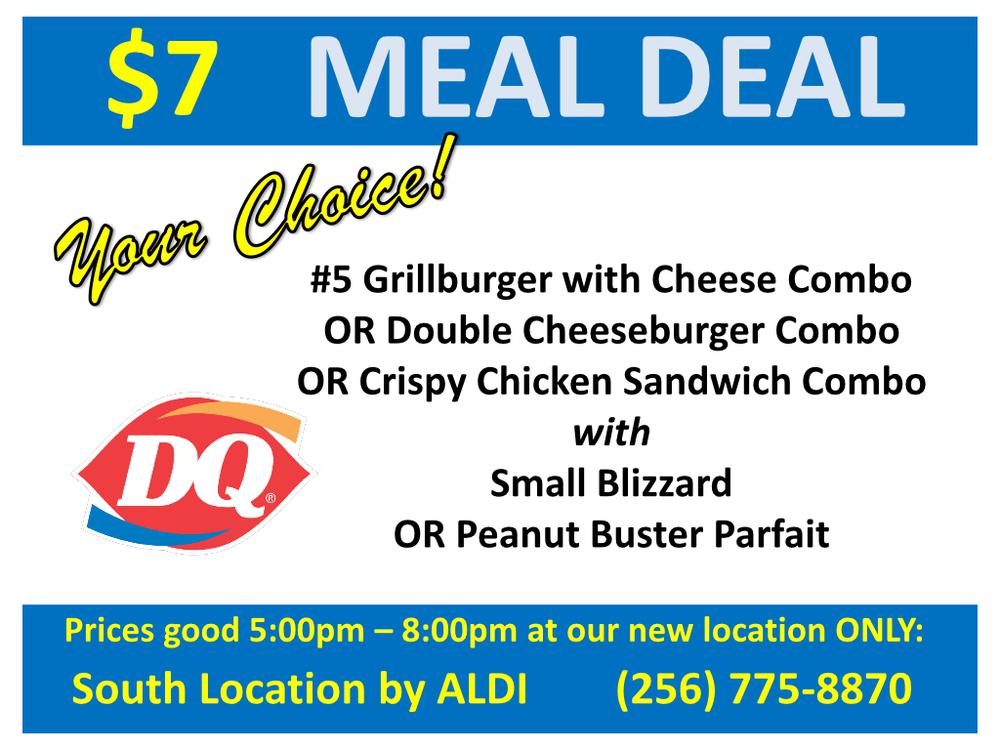 $7 MEAL DEAL
Your Choice!
#5 Grillburger with Cheese Combo
OR Double Cheeseburger Combo
OR Crispy Chicken Sandwich Combo
with
Small Blizzard
OR Peanut Buster Parfait
DQ®
Prices good 5:00pm – 8:00pm at our new location ONLY:
South Location by ALDI (256) 775-8870